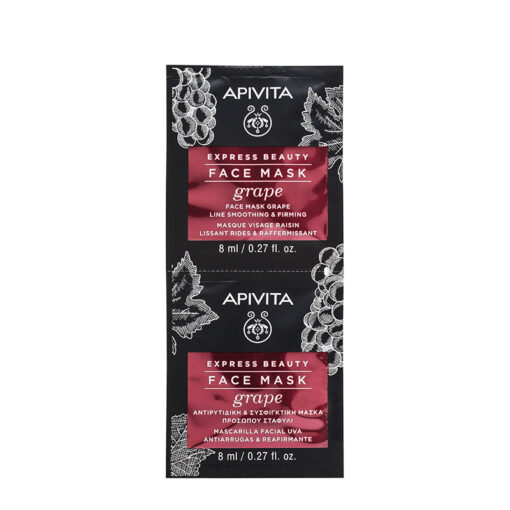 APIVITA
EXPRESS BEAUTY
FACE MASK
grape
FACE MASK GRAPE
LINE SMOOTHING & FIRMING
MASQUE VISAGE RAISIN
LISSANT RIDES & RAFFERMISSANT
8 ml / 0.27 fl. oz.
APIVITA
EXPRESS BEAUTY
FACE MASK
grape
ΑΝΤΙΡΥΤΙΔΙΚΗ & ΣΥΣΦΙΓΚΤΙΚΗ ΜΑΣΚΑ
ΠΡΟΣΩΠΟΥ ΣΤΑΦΥΛΙ
MASCARILLA FACIAL UVA
ANTIARRUGAS & REAFIRMANTE
8 ml / 0.27 fl. oz.